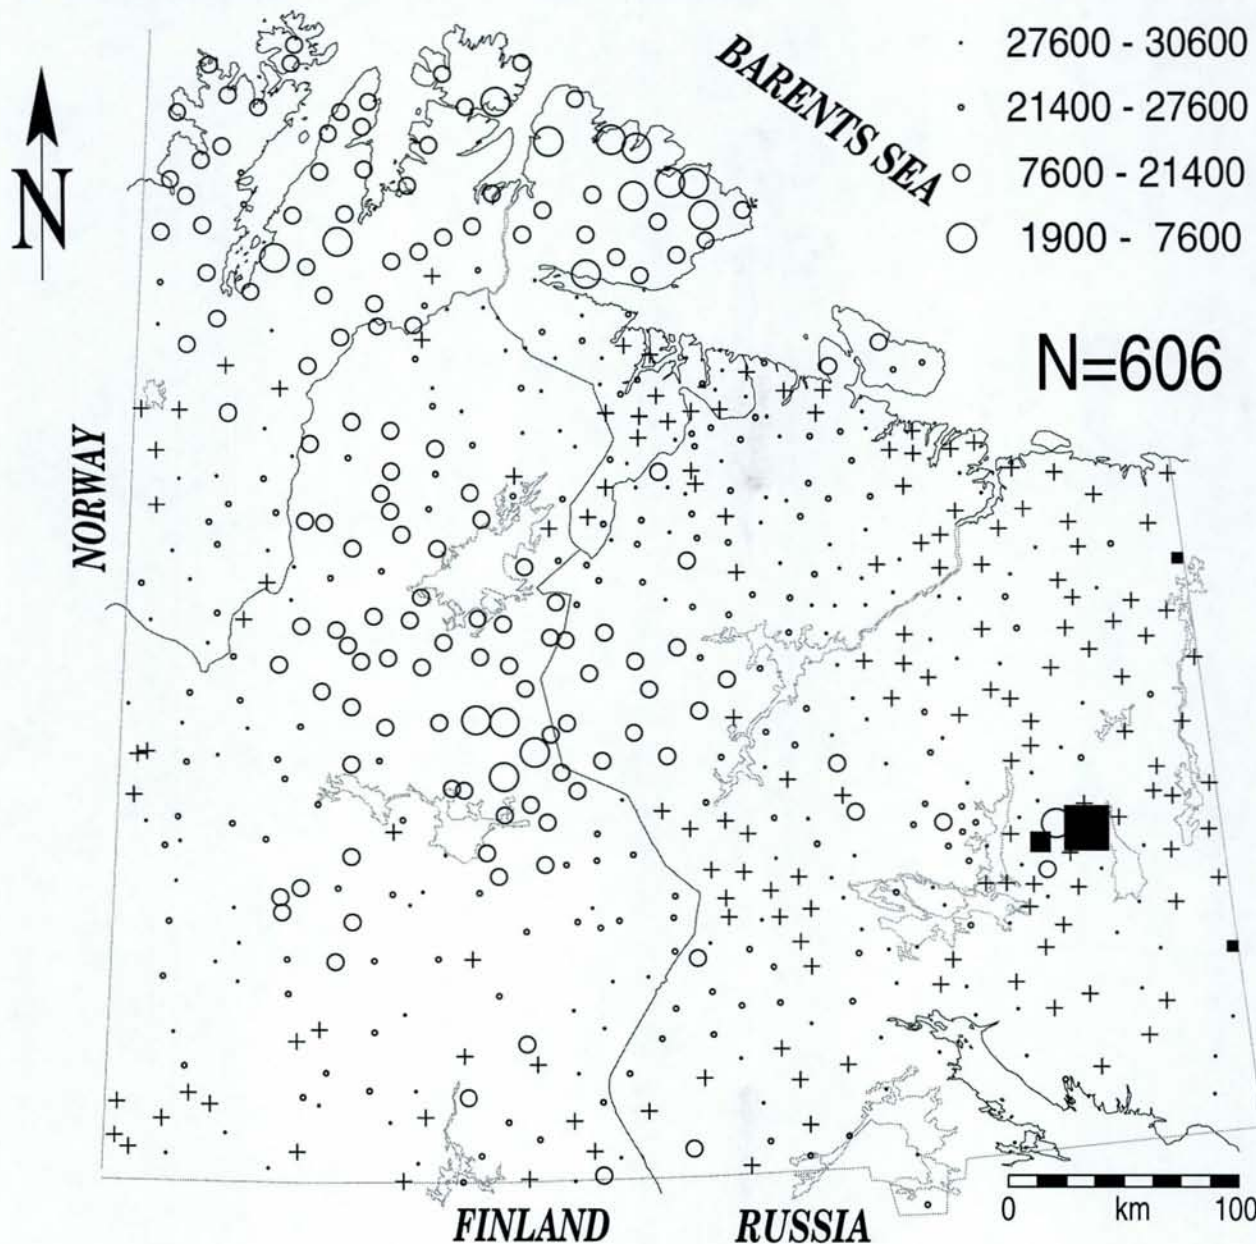 27600 - 30600
BARENTS SEA
21400 - 27600
7600 - 21400
N
1900 - 7600
N=606
NORWAY
0 km 100
FINLAND RUSSIA